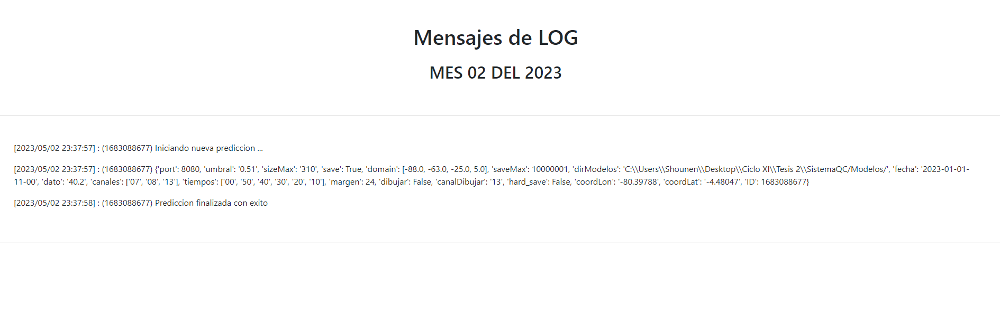 Mensajes de LOG
MES 02 DEL 2023
[2023/05/02 23:37:57] : (1683088677) Iniciando nueva prediccion ...
[2023/05/02 23:37:57] : (1683088677) {'port': 8080, 'umbral': '0.51', 'sizeMax': '310', 'save': True, 'domain': [-88.0, -63.0, -25.0, 5.0], 'saveMax': 10000001, 'dirModelos': 'C:\\Users\\Shounen\\Desktop\\Ciclo XI\\Tesis 2\\SistemaQC/Modelos/', 'fecha': '2023-01-01-
11-00', 'dato': '40.2', 'canales': ['07', '08', '13'], 'tiempos': ['00', '50', '40', '30', '20', '10'], 'margen': 24, 'dibujar': False, 'canalDibujar': '13', 'hard_save': False, 'coordLon': '-80.39788', 'coordLat': '-4.48047', 'ID': 1683088677}
[2023/05/02 23:37:58] : (1683088677) Prediccion finalizada con exito